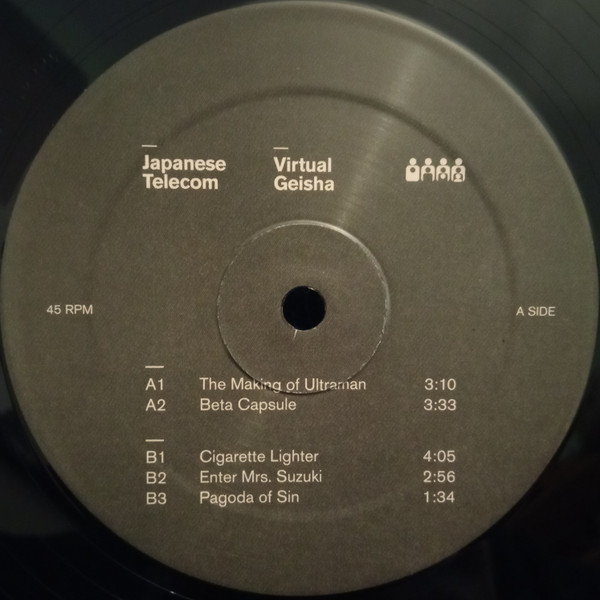 Japanese Telecom
Virtual Geisha
45 RPM
A SIDE
A1 The Making of Ultraman 3:10
A2 Beta Capsule 3:33
B1 Cigarette Lighter 4:05
B2 Enter Mrs. Suzuki 2:56
B3 Pagoda of Sin 1:34